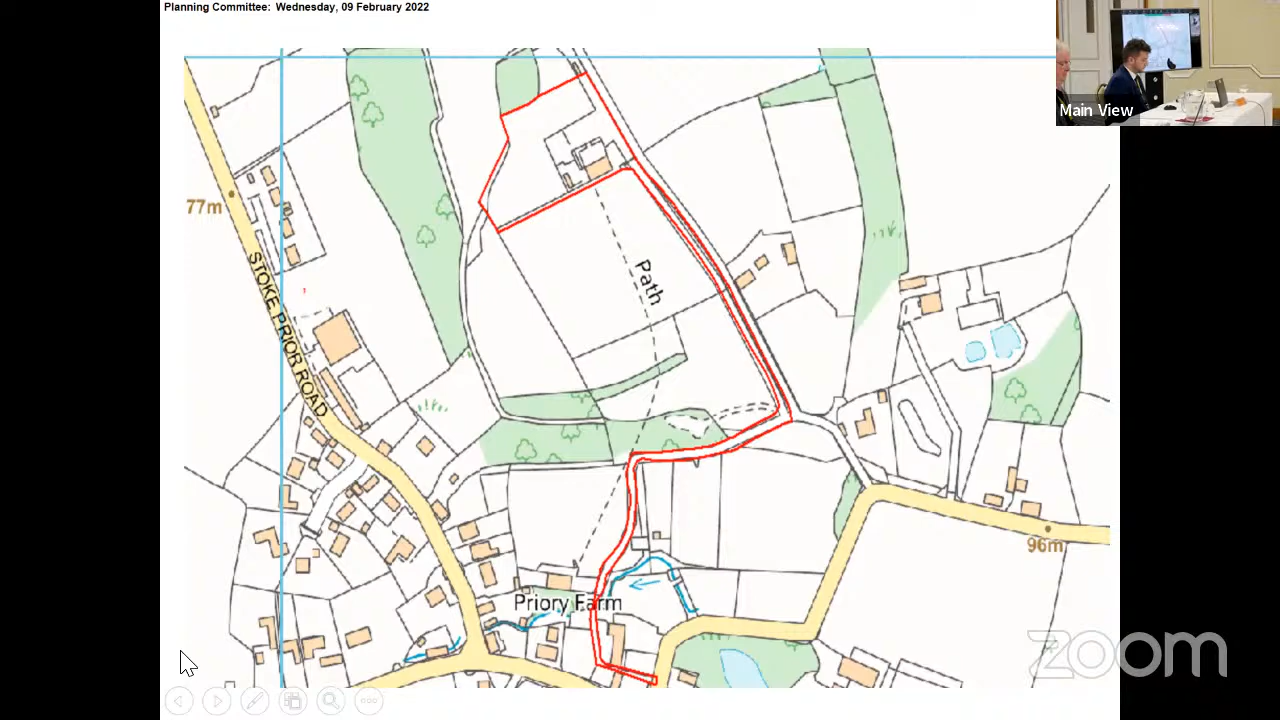 Planning Committee: Wednesday, 09 February 2022
Main View
77m
STOKE PRIOR ROAD
Path
96m
Priory Farm
zoom